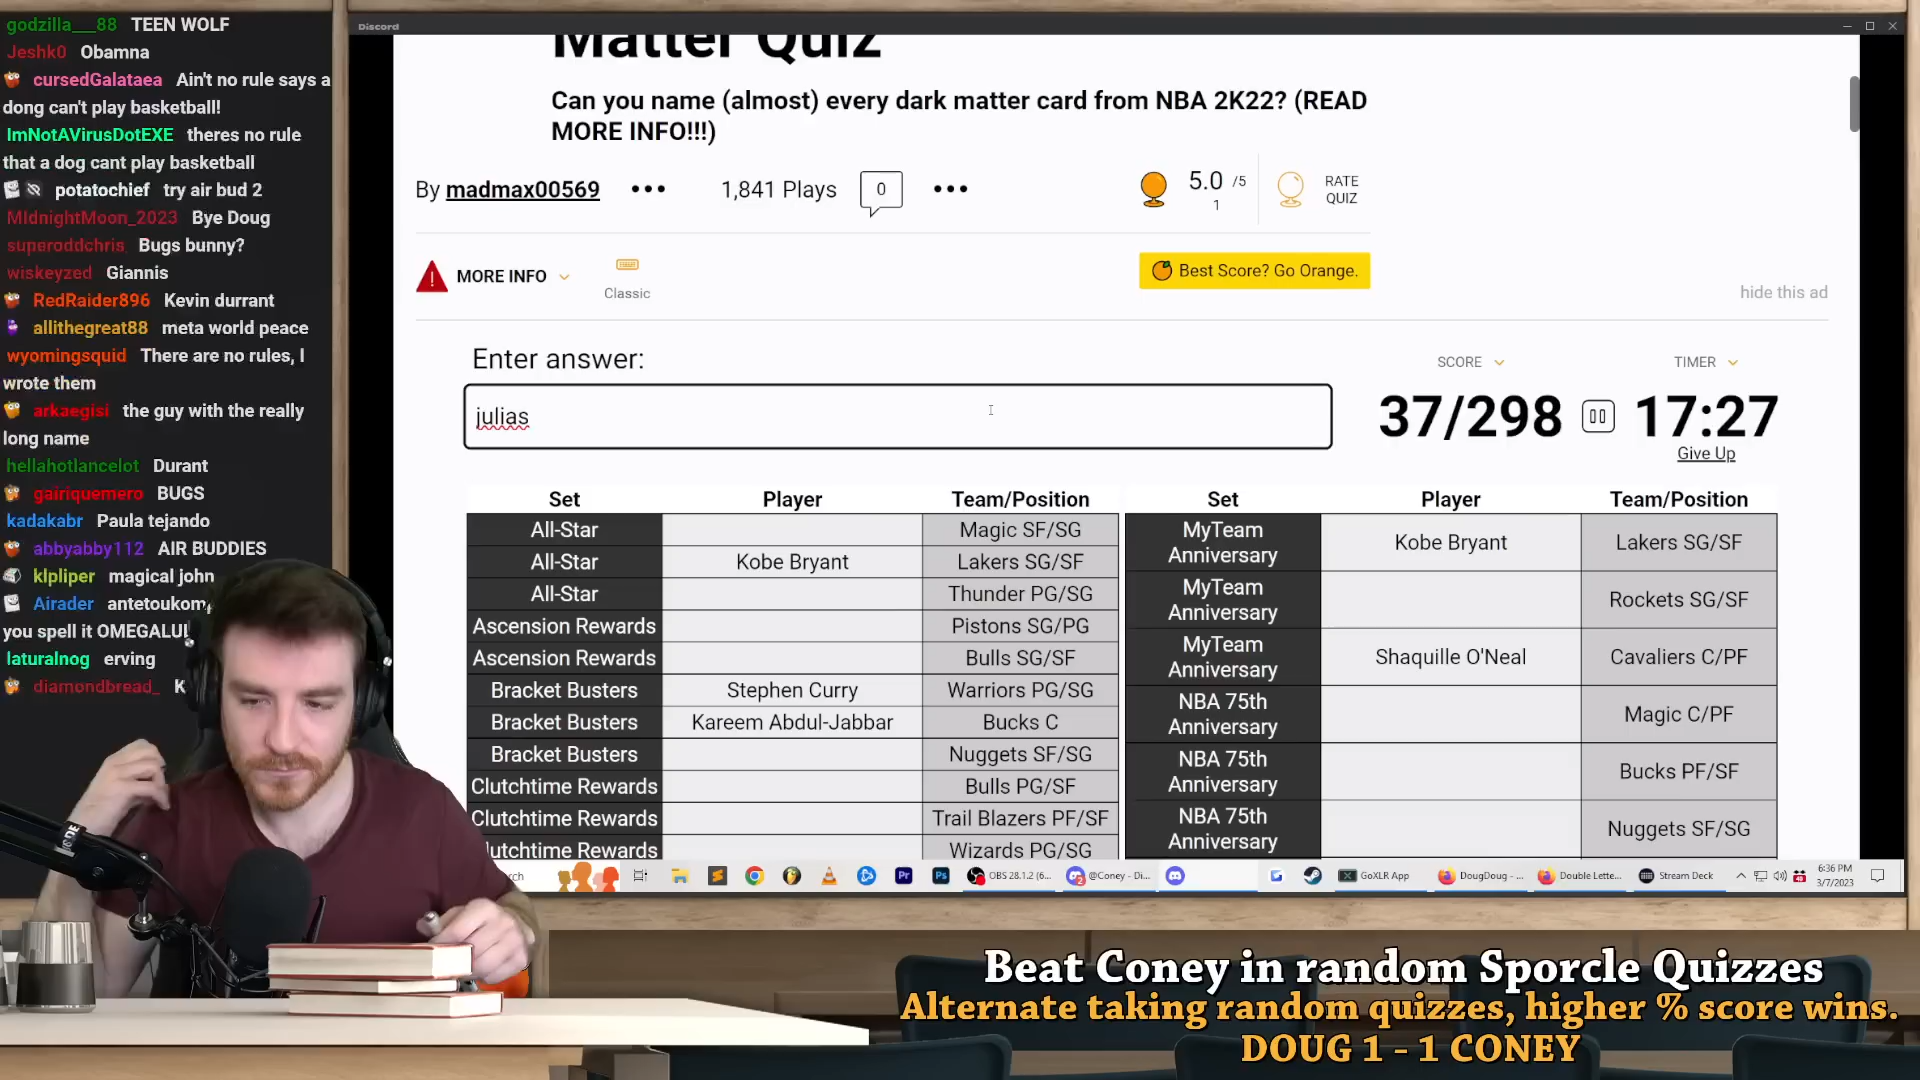 godzilla___88 TEEN WOLF
Jeshk0 Obamna
cursedGalataea Ain't no rule says a
dong can't play basketball!
ImNotAVirusDotEXE theres no rule
that a dog cant play basketball
potatochief try air bud 2
MIdnightMoon_2023 Bye Doug
superoddchris Bugs bunny?
wiskeyzed Giannis
RedRaider896 Kevin durrant
allithegreat88 meta world peace
wyomingsquid There are no rules, I
wrote them
arkaegisi the guy with the really
long name
hellahotlancelot Durant
gairiquemero BUGS
kadakabr Paula tejando
abbyabby112 AIR BUDDIES
klpliper magical john
Airader
you spell it OMEGALUL
laturalnog erving
diamondbread_ K
Discord
Matter Quiz
Can you name (almost) every dark matter card from NBA 2K22? (READ
MORE INFO!!!)
By madmax00569 ••• 1,841 Plays 0 •••
5.0 /5
1
RATE
QUIZ
MORE INFO
Classic
Best Score? Go Orange.
hide this ad
Enter answer:
julias
SCORE
37/298
TIMER
17:27
Give Up
Set Player Team/Position
All-Star Magic SF/SG
All-Star Kobe Bryant Lakers SG/SF
All-Star Thunder PG/SG
Ascension Rewards Pistons SG/PG
Ascension Rewards Bulls SG/SF
Bracket Busters Stephen Curry Warriors PG/SG
Bracket Busters Kareem Abdul-Jabbar Bucks C
Bracket Busters Nuggets SF/SG
Clutchtime Rewards Bulls PG/SF
Clutchtime Rewards Trail Blazers PF/SF
utchtime Rewards Wizards PG/SG
Set Player Team/Position
MyTeam
Anniversary Kobe Bryant Lakers SG/SF
MyTeam
Anniversary Rockets SG/SF
MyTeam
Anniversary Shaquille O'Neal Cavaliers C/PF
NBA 75th
Anniversary Magic C/PF
NBA 75th
Anniversary Bucks PF/SF
NBA 75th
Anniversary Nuggets SF/SG
rch
Pr
Ps
OBS 28.1.2 (6...
@Coney - Di...
GoXLR App
DougDoug - ...
Double Lette...
Stream Deck
6:36 PM
3/7/2023
Beat Coney in random Sporcle Quizzes
Alternate taking random quizzes, higher % score wins.
DOUG 1 - 1 CONEY